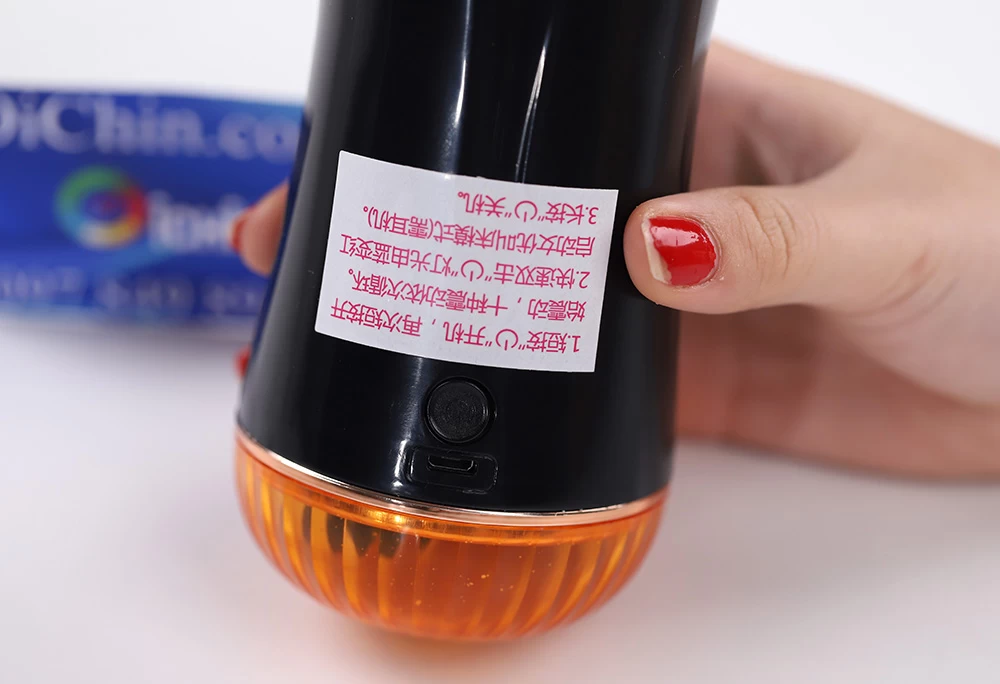 1.短按“⏻”开机，再次短按开
始震动，十种震动依次循环。
2.快速双击“⏻”灯光由蓝变红
启动女优叫床模式(需耳机)。
3.长按“⏻”关机。
DiChin.co